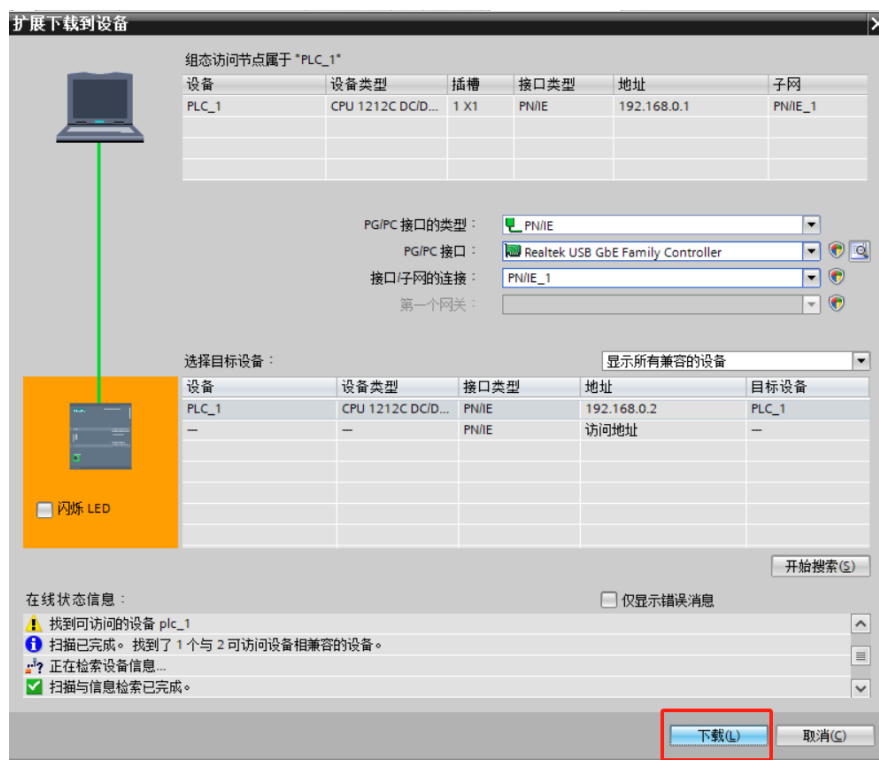 扩展下载到设备
组态访问节点属于 "PLC_1"
设备 设备类型 插槽 接口类型 地址 子网
PLC_1 CPU 1212C DC/D... 1 X1 PN/IE 192.168.0.1 PN/IE_1
PG/PC 接口的类型： PN/IE
PG/PC 接口： Realtek USB GbE Family Controller
接口/子网的连接： PN/IE_1
第一个网关：
选择目标设备： 显示所有兼容的设备
设备 设备类型 接口类型 地址 目标设备
PLC_1 CPU 1212C DC/D... PN/IE 192.168.0.2 PLC_1
— — PN/IE 访问地址 —
闪烁 LED
开始搜索(S)
在线状态信息： 仅显示错误消息
找到可访问的设备 plc_1
扫描已完成。 找到了 1 个与 2 可访问设备相兼容的设备。
正在检索设备信息...
扫描与信息检索已完成。
下载(L) 取消(C)